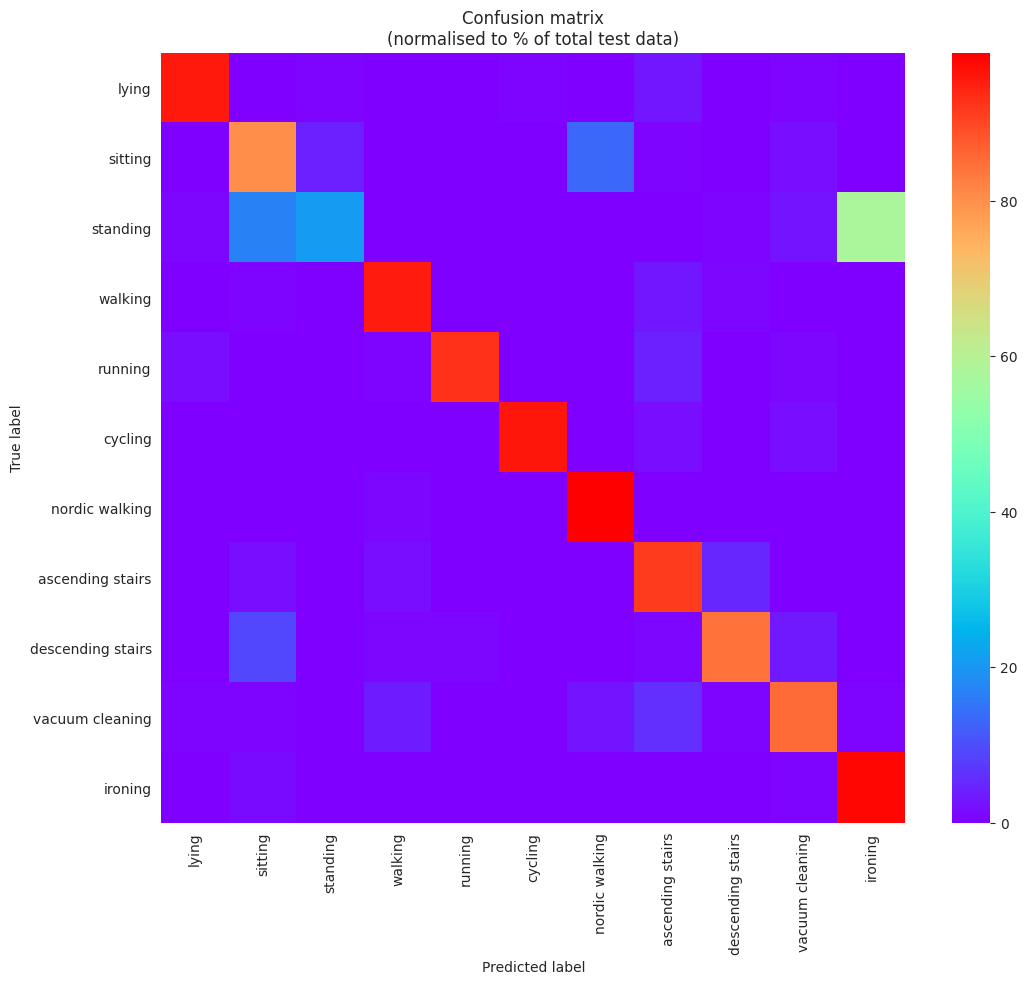 Confusion matrix
(normalised to % of total test data)
True label
lying
sitting
standing
walking
running
cycling
nordic walking
ascending stairs
descending stairs
vacuum cleaning
ironing
lying
sitting
standing
walking
running
cycling
nordic walking
ascending stairs
descending stairs
vacuum cleaning
ironing
Predicted label
80
60
40
20
0